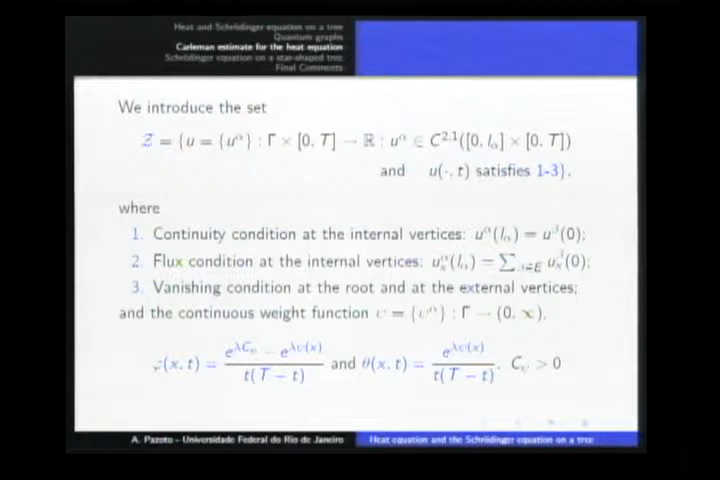 Heat and Schrödinger equation on a tree
Quantum graphs
Carleman estimate for the heat equation
Schrödinger equation on a star-shaped tree
Final Comments
We introduce the set
Z = {u = {u^α} : Γ × [0, T] → ℝ : u^α ∈ C^{2,1}([0, l_α] × [0, T])
and u(·, t) satisfies 1-3}.
where
1. Continuity condition at the internal vertices: u^α(l_α) = u^β(0);
2. Flux condition at the internal vertices: u_x^α(l_α) = ∑_{β∈E} u_x^β(0);
3. Vanishing condition at the root and at the external vertices;
and the continuous weight function ψ = {ψ^α} : Γ → (0, ∞),
φ(x, t) = (e^{λC_ψ} − e^{λψ(x)}) / (t(T − t)) and θ(x, t) = e^{λψ(x)} / (t(T − t)), C_ψ > 0
A. Pazoto - Universidade Federal do Rio de Janeiro
Heat equation and the Schrödinger equation on a tree